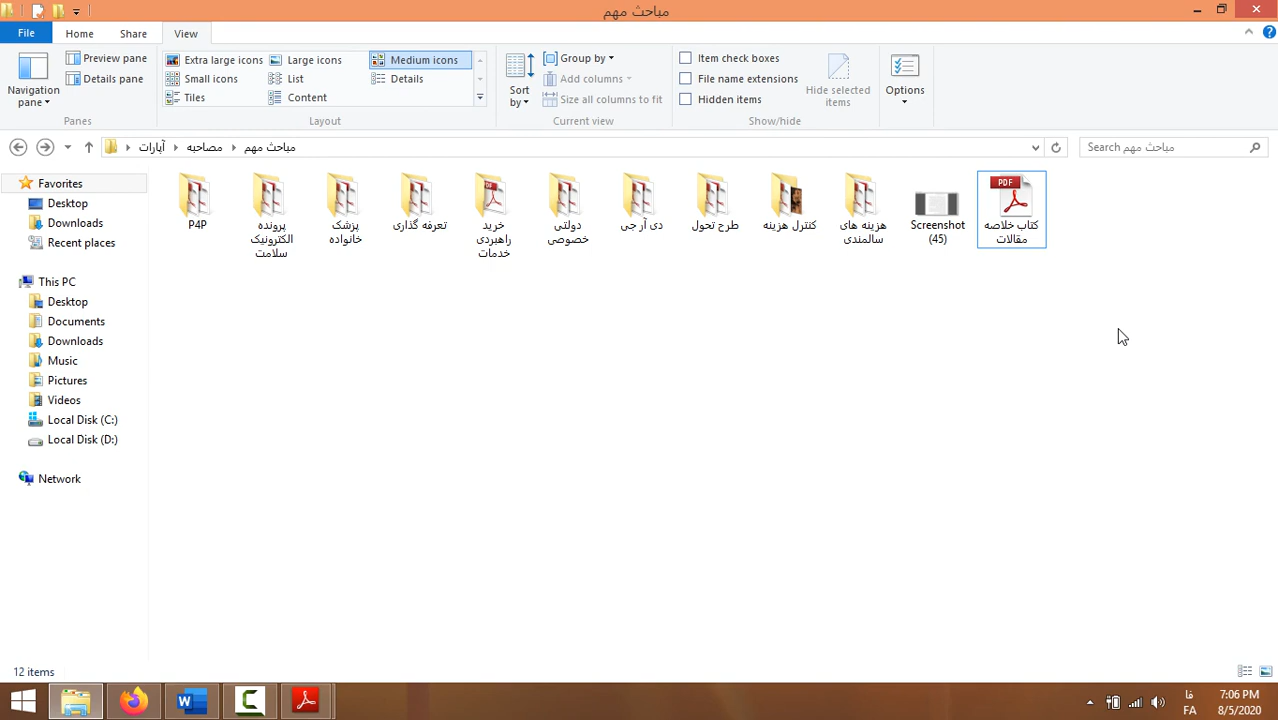 مباحث مهم
File
Home
Share
View
Navigation pane
Preview pane
Details pane
Panes
Extra large icons
Large icons
Medium icons
Small icons
List
Details
Tiles
Content
Layout
Sort by
Group by
Add columns
Size all columns to fit
Current view
Item check boxes
File name extensions
Hidden items
Show/hide
Hide selected items
Options
آپارات
مصاحبه
مباحث مهم
Search مباحث مهم
Favorites
Desktop
Downloads
Recent places
This PC
Desktop
Documents
Downloads
Music
Pictures
Videos
Local Disk (C:)
Local Disk (D:)
Network
P4P
پرونده
الکترونیک
سلامت
پزشک
خانواده
تعرفه گذاری
PDF
خرید
راهبردی
خدمات
دولتی
خصوصی
دی آر جی
طرح تحول
کنترل هزینه
هزینه های
سالمندی
Screenshot
(45)
PDF
کتاب خلاصه
مقالات
12 items
فا
FA
7:06 PM
8/5/2020